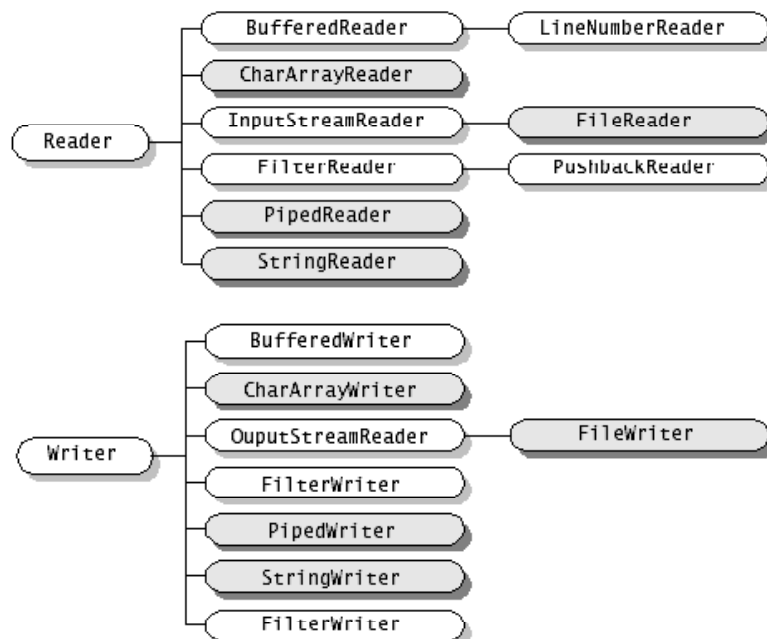 BufferedReader LineNumberReader
CharArrayReader
InputStreamReader FileReader
Reader
FilterReader PushbackReader
PipedReader
StringReader
BufferedWriter
CharArrayWriter
OuputStreamReader FileWriter
Writer
FilterWriter
PipedWriter
StringWriter
FilterWriter